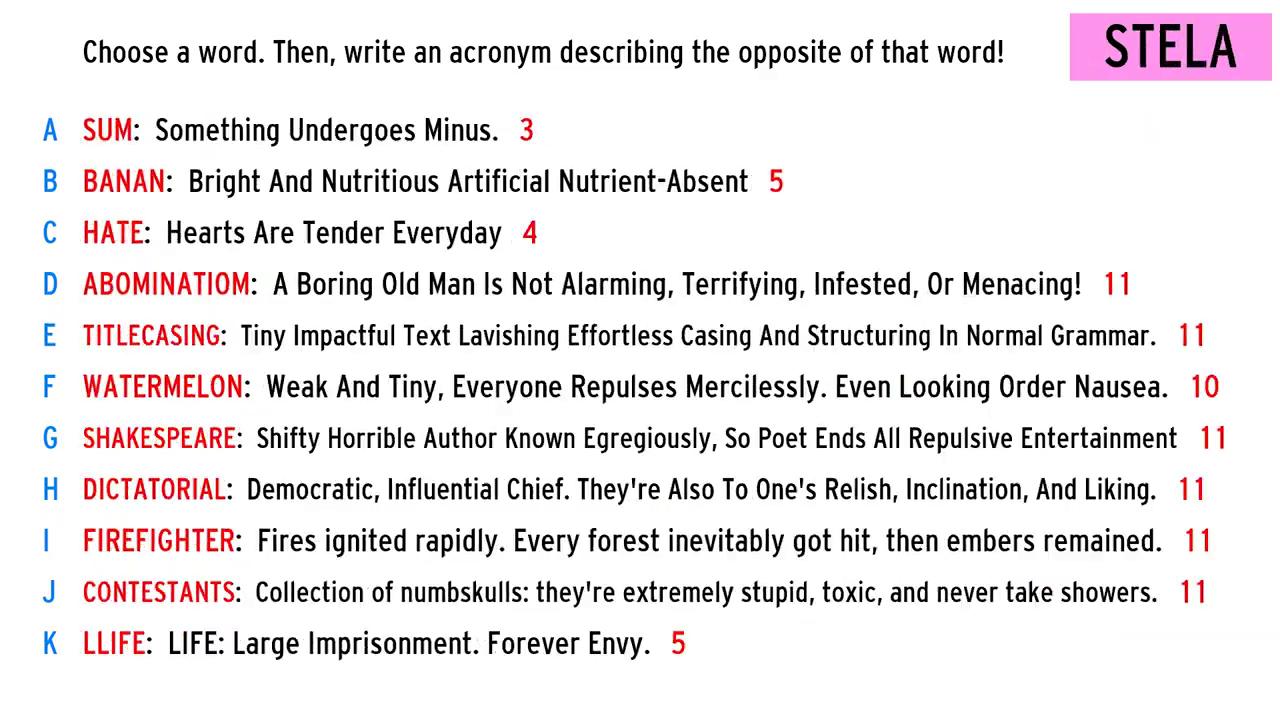 Choose a word. Then, write an acronym describing the opposite of that word!
STELA
A SUM: Something Undergoes Minus. 3
B BANAN: Bright And Nutritious Artificial Nutrient-Absent 5
C HATE: Hearts Are Tender Everyday 4
D ABOMINATIOM: A Boring Old Man Is Not Alarming, Terrifying, Infested, Or Menacing! 11
E TITLECASING: Tiny Impactful Text Lavishing Effortless Casing And Structuring In Normal Grammar. 11
F WATERMELON: Weak And Tiny, Everyone Repulses Mercilessly. Even Looking Order Nausea. 10
G SHAKESPEARE: Shifty Horrible Author Known Egregiously, So Poet Ends All Repulsive Entertainment 11
H DICTATORIAL: Democratic, Influential Chief. They're Also To One's Relish, Inclination, And Liking. 11
I FIREFIGHTER: Fires ignited rapidly. Every forest inevitably got hit, then embers remained. 11
J CONTESTANTS: Collection of numbskulls: they're extremely stupid, toxic, and never take showers. 11
K LLIFE: LIFE: Large Imprisonment. Forever Envy. 5